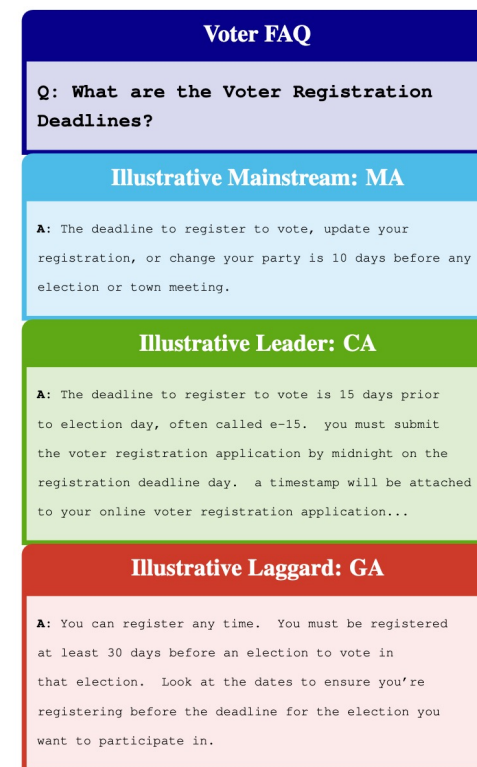 Voter FAQ
Q: What are the Voter Registration
Deadlines?
Illustrative Mainstream: MA
A: The deadline to register to vote, update your
registration, or change your party is 10 days before any
election or town meeting.
Illustrative Leader: CA
A: The deadline to register to vote is 15 days prior
to election day, often called e-15. you must submit
the voter registration application by midnight on the
registration deadline day. a timestamp will be attached
to your online voter registration application...
Illustrative Laggard: GA
A: You can register any time. You must be registered
at least 30 days before an election to vote in
that election. Look at the dates to ensure you're
registering before the deadline for the election you
want to participate in.